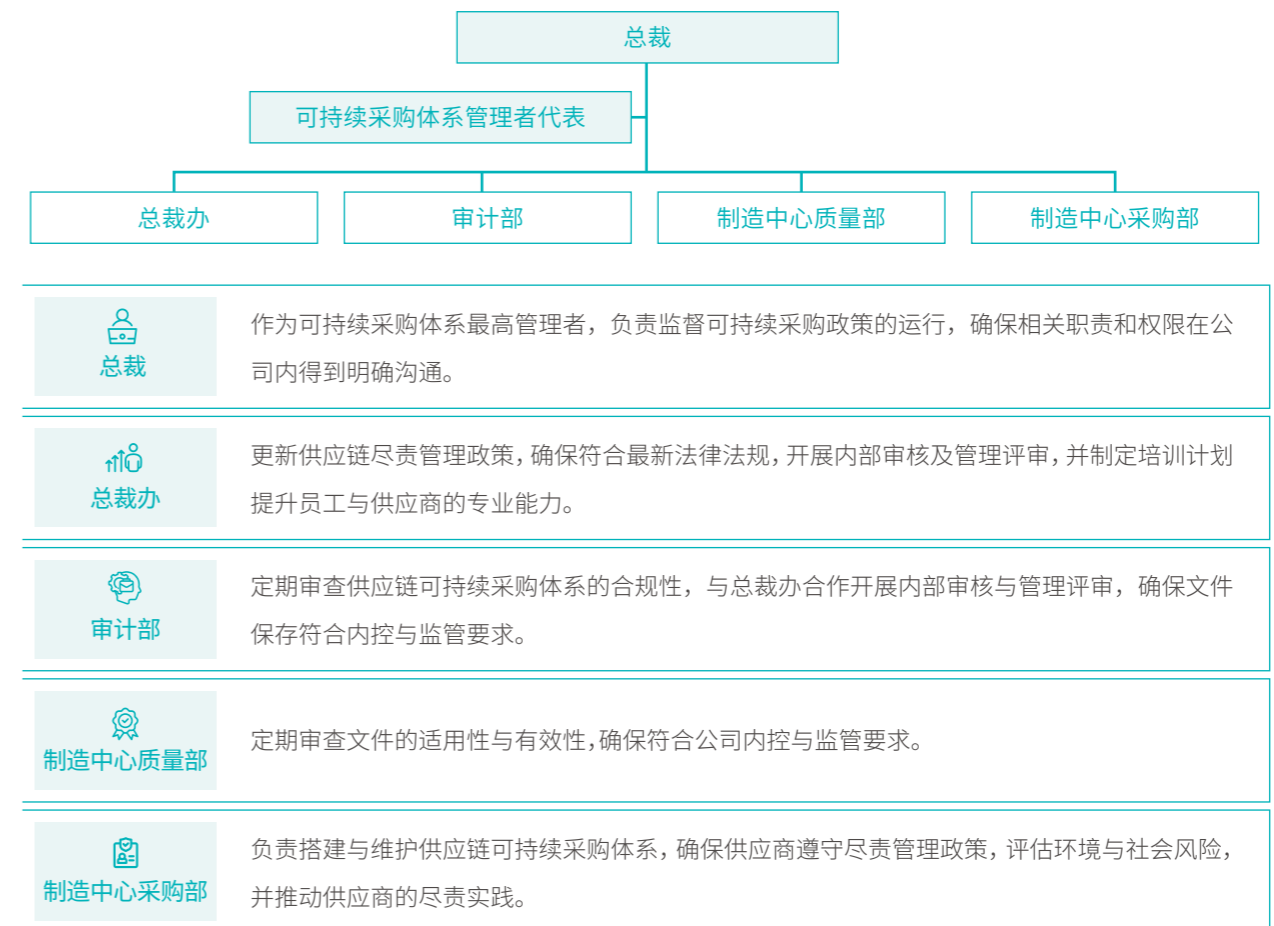 总裁
可持续采购体系管理者代表
总裁办
审计部
制造中心质量部
制造中心采购部
总裁
作为可持续采购体系最高管理者，负责监督可持续采购政策的运行，确保相关职责和权限在公
司内得到明确沟通。
总裁办
更新供应链尽责管理政策，确保符合最新法律法规，开展内部审核及管理评审，并制定培训计划
提升员工与供应商的专业能力。
审计部
定期审查供应链可持续采购体系的合规性，与总裁办合作开展内部审核与管理评审，确保文件
保存符合内控与监管要求。
制造中心质量部
定期审查文件的适用性与有效性，确保符合公司内控与监管要求。
制造中心采购部
负责搭建与维护供应链可持续采购体系，确保供应商遵守尽责管理政策，评估环境与社会风险，
并推动供应商的尽责实践。